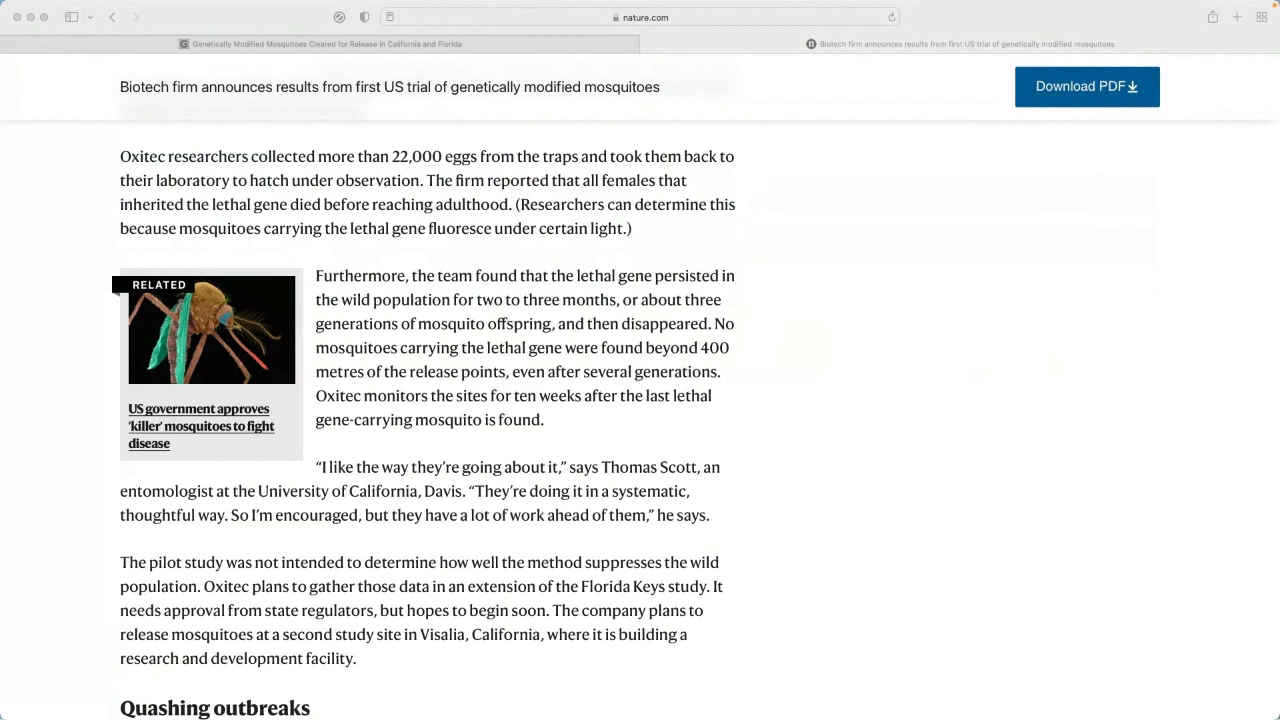 nature.com
Genetically Modified Mosquitoes Cleared for Release in California and Florida
Biotech firm announces results from first US trial of genetically modified mosquitoes
Biotech firm announces results from first US trial of genetically modified mosquitoes
Download PDF
Oxitec researchers collected more than 22,000 eggs from the traps and took them back to
their laboratory to hatch under observation. The firm reported that all females that
inherited the lethal gene died before reaching adulthood. (Researchers can determine this
because mosquitoes carrying the lethal gene fluoresce under certain light.)
RELATED
US government approves
'killer' mosquitoes to fight
disease
Furthermore, the team found that the lethal gene persisted in
the wild population for two to three months, or about three
generations of mosquito offspring, and then disappeared. No
mosquitoes carrying the lethal gene were found beyond 400
metres of the release points, even after several generations.
Oxitec monitors the sites for ten weeks after the last lethal
gene-carrying mosquito is found.
“I like the way they’re going about it,” says Thomas Scott, an
entomologist at the University of California, Davis. “They’re doing it in a systematic,
thoughtful way. So I’m encouraged, but they have a lot of work ahead of them,” he says.
The pilot study was not intended to determine how well the method suppresses the wild
population. Oxitec plans to gather those data in an extension of the Florida Keys study. It
needs approval from state regulators, but hopes to begin soon. The company plans to
release mosquitoes at a second study site in Visalia, California, where it is building a
research and development facility.
Quashing outbreaks